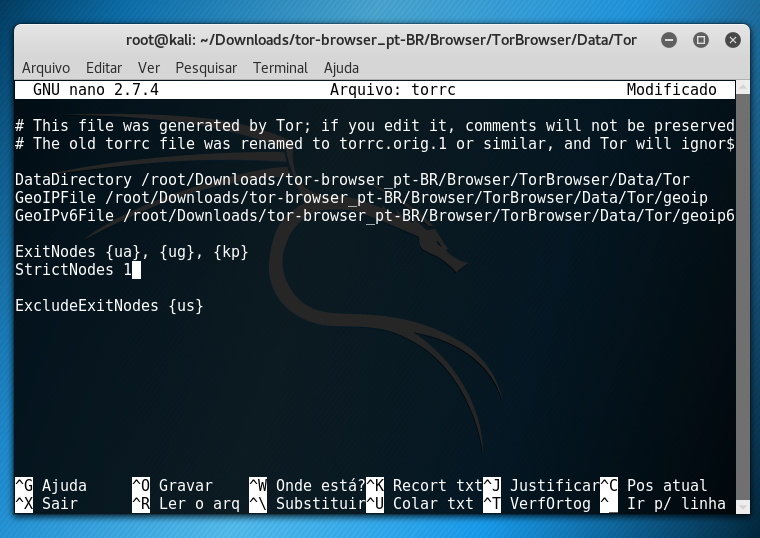 root@kali: ~/Downloads/tor-browser_pt-BR/Browser/TorBrowser/Data/Tor
Arquivo Editar Ver Pesquisar Terminal Ajuda
GNU nano 2.7.4 Arquivo: torrc Modificado
# This file was generated by Tor; if you edit it, comments will not be preserved
# The old torrc file was renamed to torrc.orig.1 or similar, and Tor will ignor$
DataDirectory /root/Downloads/tor-browser_pt-BR/Browser/TorBrowser/Data/Tor
GeoIPFile /root/Downloads/tor-browser_pt-BR/Browser/TorBrowser/Data/Tor/geoip
GeoIPv6File /root/Downloads/tor-browser_pt-BR/Browser/TorBrowser/Data/Tor/geoip6
ExitNodes {ua}, {ug}, {kp}
StrictNodes 1
ExcludeExitNodes {us}
^G Ajuda ^O Gravar ^W Onde está? ^K Recort txt ^J Justificar ^C Pos atual
^X Sair ^R Ler o arq ^\ Substituir ^U Colar txt ^T VerfOrtog ^_ Ir p/ linha